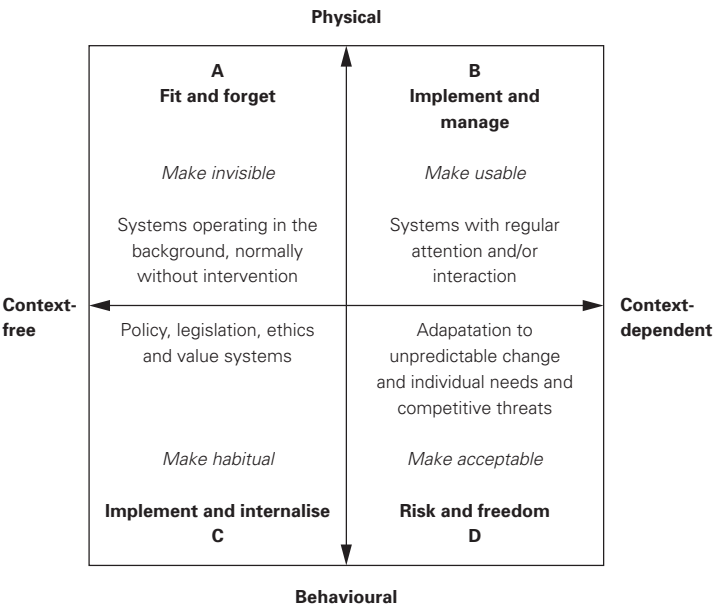 Physical
A
Fit and forget
Make invisible
Systems operating in the
background, normally
without intervention
B
Implement and
manage
Make usable
Systems with regular
attention and/or
interaction
Context-
free
Context-
dependent
Policy, legislation, ethics
and value systems
Make habitual
Implement and internalise
C
Adapatation to
unpredictable change
and individual needs and
competitive threats
Make acceptable
Risk and freedom
D
Behavioural